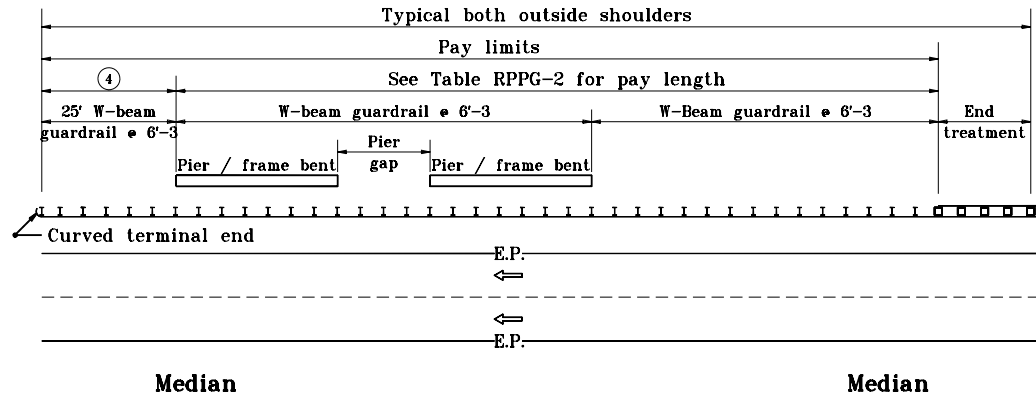 Typical both outside shoulders
Pay limits
4
See Table RPPG-2 for pay length
25' W-beam
guardrail @ 6'-3
W-beam guardrail @ 6'-3
W-Beam guardrail @ 6'-3
End
treatment
Pier
gap
Pier / frame bent
Pier / frame bent
Curved terminal end
E.P.
E.P.
Median
Median